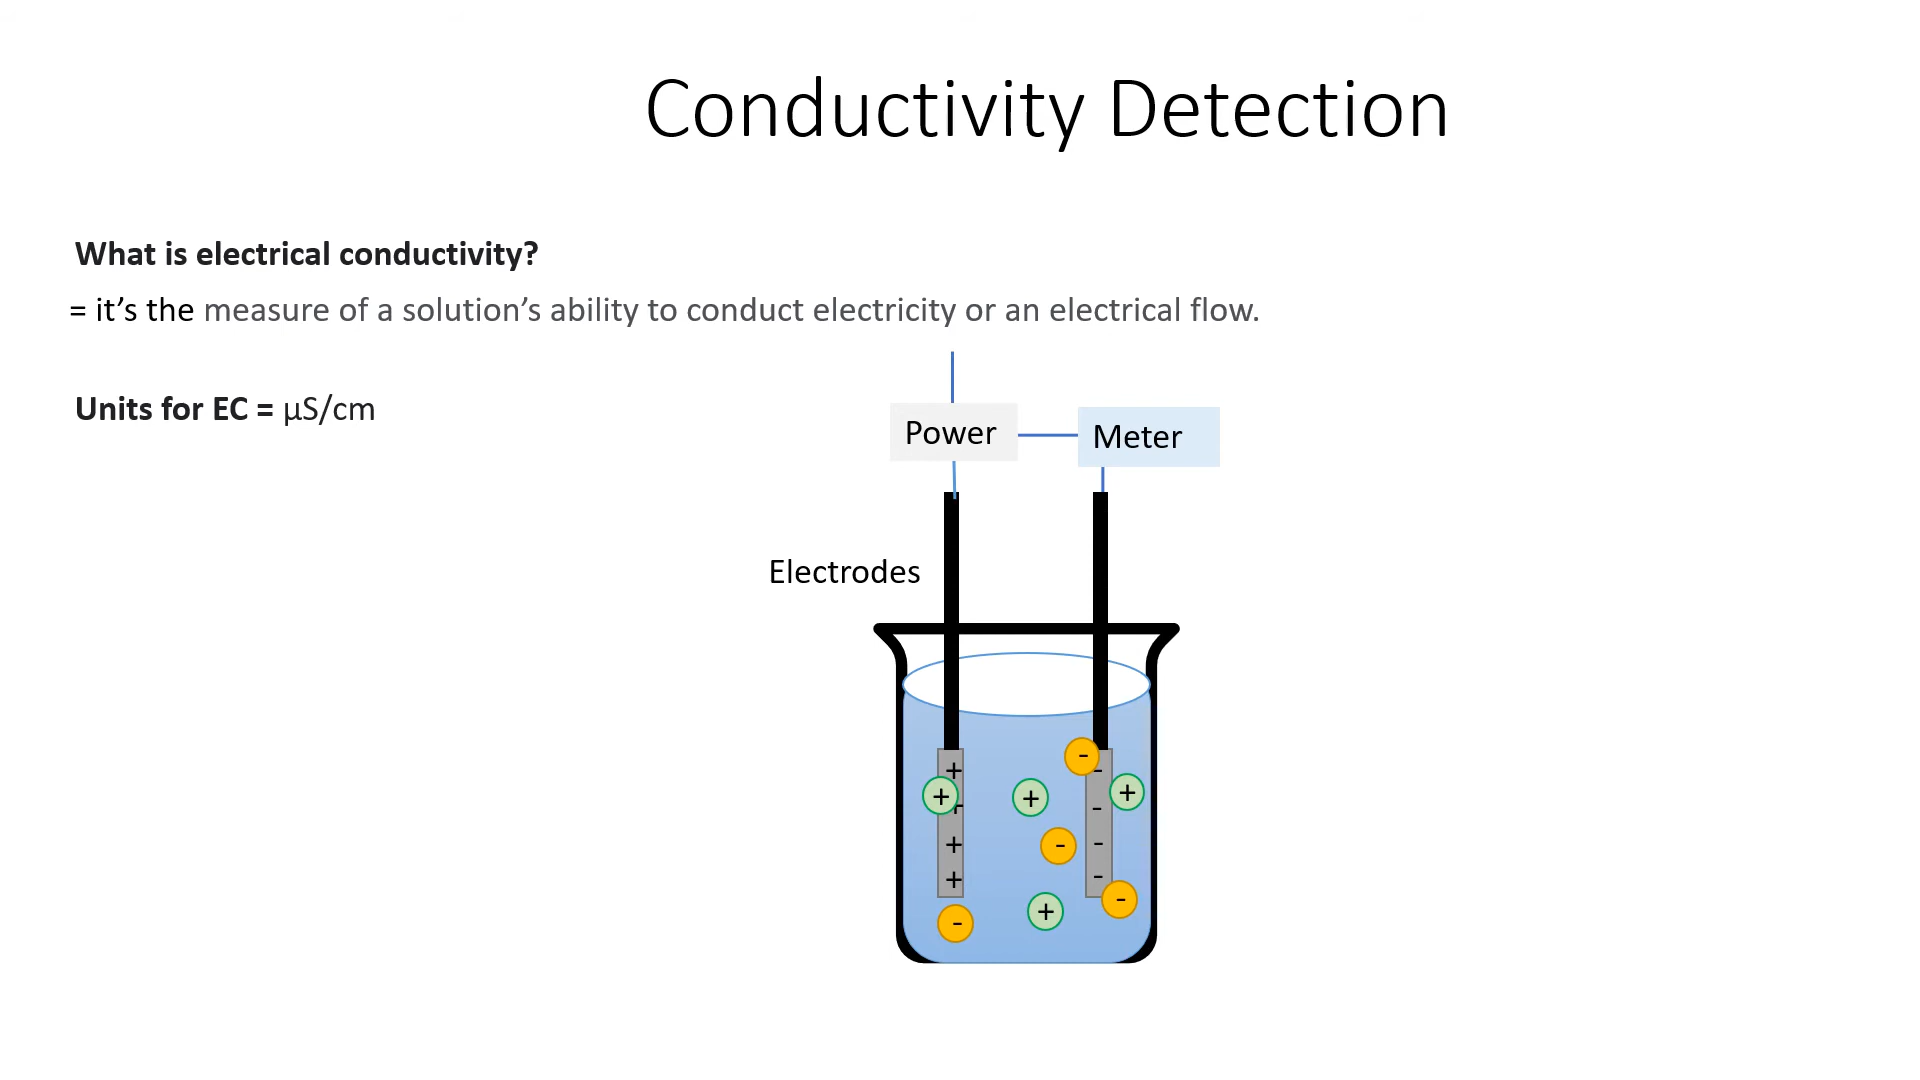 Conductivity Detection
What is electrical conductivity?
= it’s the measure of a solution’s ability to conduct electricity or an electrical flow.
Units for EC = µS/cm
Power
Meter
Electrodes
+
-
-
+
+
+
+
-
+
-
-
-
+
-
+
-
+
-